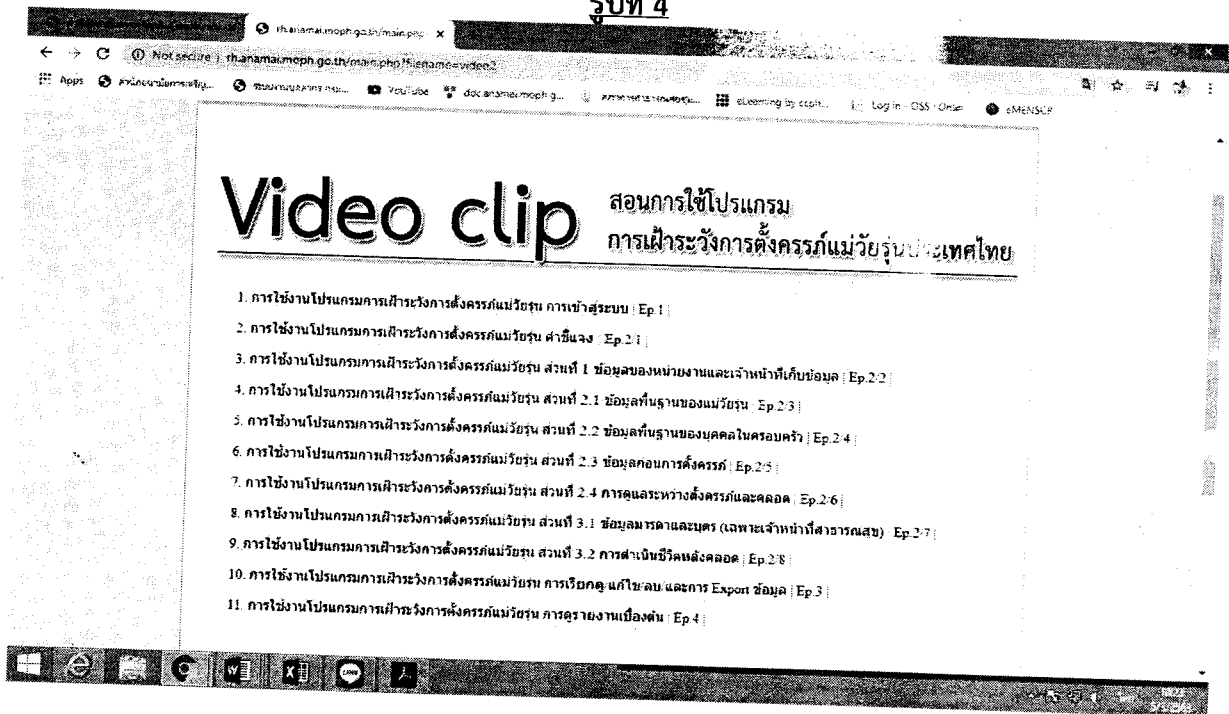 รูปที่ 4
rh.anamai.moph.go.th/main.php
Not secure | rh.anamai.moph.go.th/main.php?filename=video2
Apps YouTube doc.anamai.moph.g... eLearning by ccph... Log in - OSS - Onlin eMENSCR
Video clip
สอนการใช้โปรแกรม
การเฝ้าระวังการตั้งครรภ์แม่วัยรุ่นประเทศไทย
1. การใช้งานโปรแกรมการเฝ้าระวังการตั้งครรภ์แม่วัยรุ่น การเข้าสู่ระบบ | Ep.1 |
2. การใช้งานโปรแกรมการเฝ้าระวังการตั้งครรภ์แม่วัยรุ่น คำชี้แจง | Ep.2/1 |
3. การใช้งานโปรแกรมการเฝ้าระวังการตั้งครรภ์แม่วัยรุ่น ส่วนที่ 1 ข้อมูลของหน่วยงานและเจ้าหน้าที่เก็บข้อมูล | Ep.2/2 |
4. การใช้งานโปรแกรมการเฝ้าระวังการตั้งครรภ์แม่วัยรุ่น ส่วนที่ 2.1 ข้อมูลพื้นฐานของแม่วัยรุ่น | Ep.2/3 |
5. การใช้งานโปรแกรมการเฝ้าระวังการตั้งครรภ์แม่วัยรุ่น ส่วนที่ 2.2 ข้อมูลพื้นฐานของบุคคลในครอบครัว | Ep.2/4 |
6. การใช้งานโปรแกรมการเฝ้าระวังการตั้งครรภ์แม่วัยรุ่น ส่วนที่ 2.3 ข้อมูลก่อนการตั้งครรภ์ | Ep.2/5 |
7. การใช้งานโปรแกรมการเฝ้าระวังการตั้งครรภ์แม่วัยรุ่น ส่วนที่ 2.4 การดูแลระหว่างตั้งครรภ์และคลอด | Ep.2/6 |
8. การใช้งานโปรแกรมการเฝ้าระวังการตั้งครรภ์แม่วัยรุ่น ส่วนที่ 3.1 ข้อมูลมารดาและบุตร (เฉพาะเจ้าหน้าที่สาธารณสุข) | Ep.2/7 |
9. การใช้งานโปรแกรมการเฝ้าระวังการตั้งครรภ์แม่วัยรุ่น ส่วนที่ 3.2 การดำเนินชีวิตหลังคลอด | Ep.2/8 |
10. การใช้งานโปรแกรมการเฝ้าระวังการตั้งครรภ์แม่วัยรุ่น การเรียกดู/แก้ไข/ลบ/และการ Export ข้อมูล | Ep.3 |
11. การใช้งานโปรแกรมการเฝ้าระวังการตั้งครรภ์แม่วัยรุ่น การดูรายงานเบื้องต้น | Ep.4 |